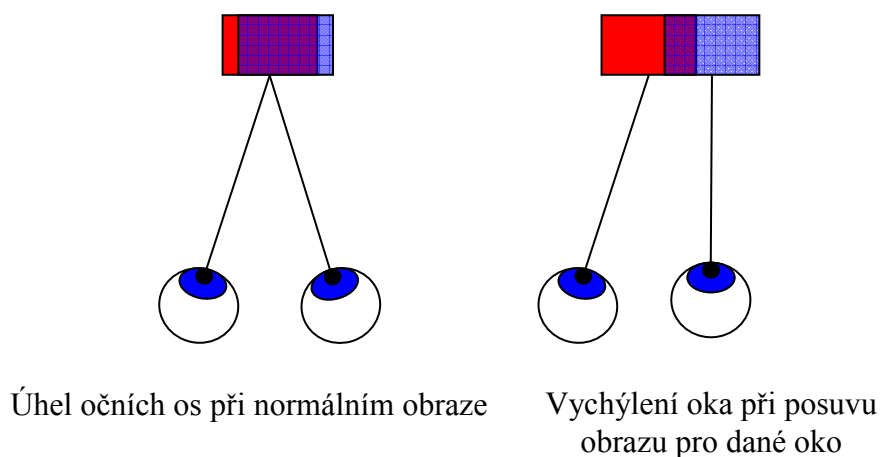 Úhel očních os při normálním obraze
Vychýlení oka při posuvu
obrazu pro dané oko